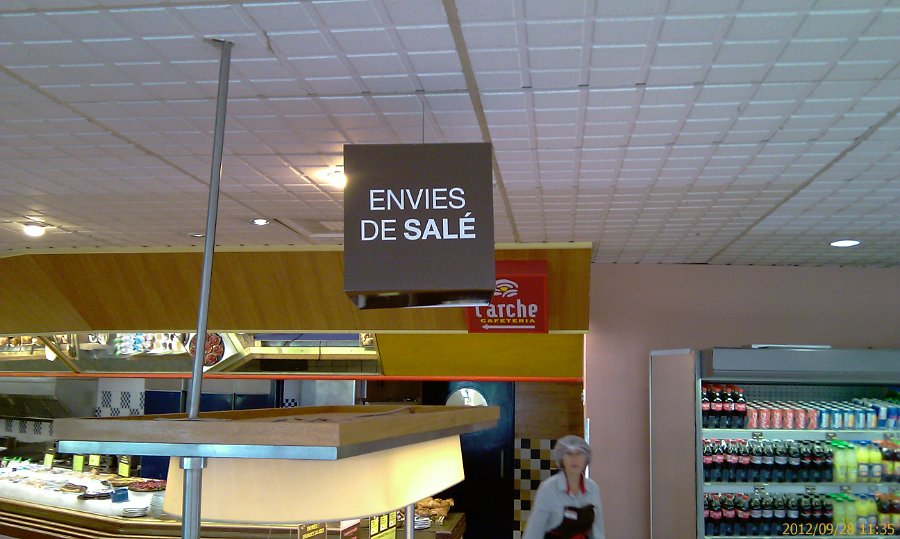 ENVIES
DE SALÉ
l'arche
CAFETERIA
2012/09/28 11:35